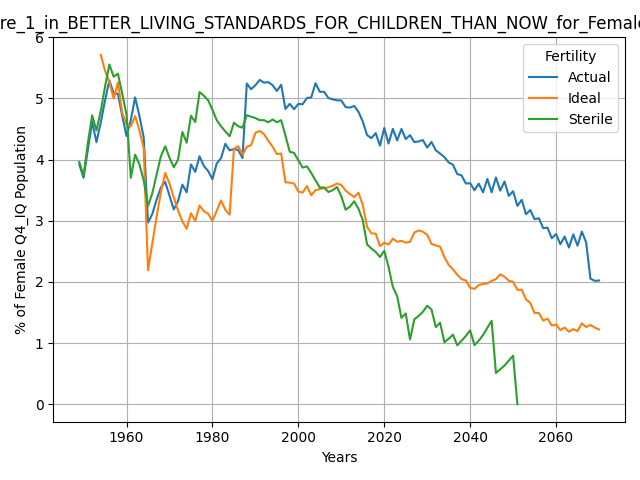 re_1_in_BETTER_LIVING_STANDARDS_FOR_CHILDREN_THAN_NOW_for_Female
Fertility
Actual
Ideal
Sterile
% of Female Q4_IQ Population
6
5
4
3
2
1
0
1960 1980 2000 2020 2040 2060
Years